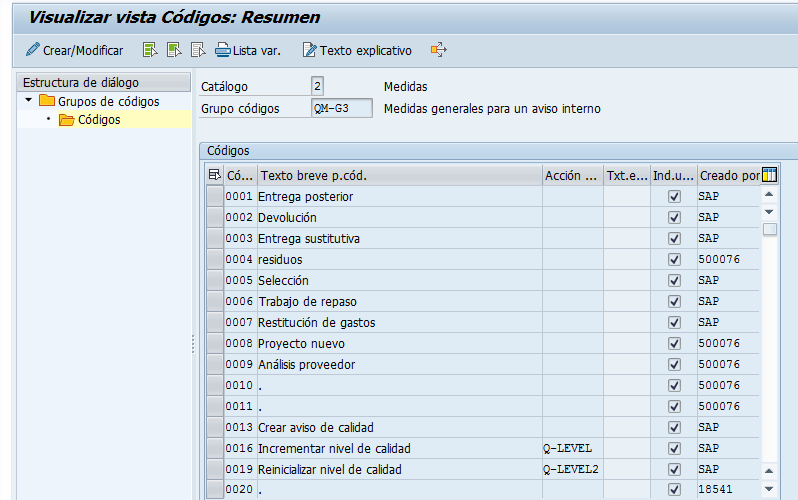 Visualizar vista Códigos: Resumen
Crear/Modificar Lista var. Texto explicativo
Estructura de diálogo
Grupos de códigos
Códigos
Catálogo 2 Medidas
Grupo códigos QM-G3 Medidas generales para un aviso interno
Códigos
Có... Texto breve p.cód. Acción ... Txt.e... Ind.u... Creado por
0001 Entrega posterior SAP
0002 Devolución SAP
0003 Entrega sustitutiva SAP
0004 residuos 500076
0005 Selección SAP
0006 Trabajo de repaso SAP
0007 Restitución de gastos SAP
0008 Proyecto nuevo 500076
0009 Análisis proveedor 500076
0010 . 500076
0011 . 500076
0013 Crear aviso de calidad SAP
0016 Incrementar nivel de calidad Q-LEVEL SAP
0019 Reinicializar nivel de calidad Q-LEVEL2 SAP
0020 . 18541